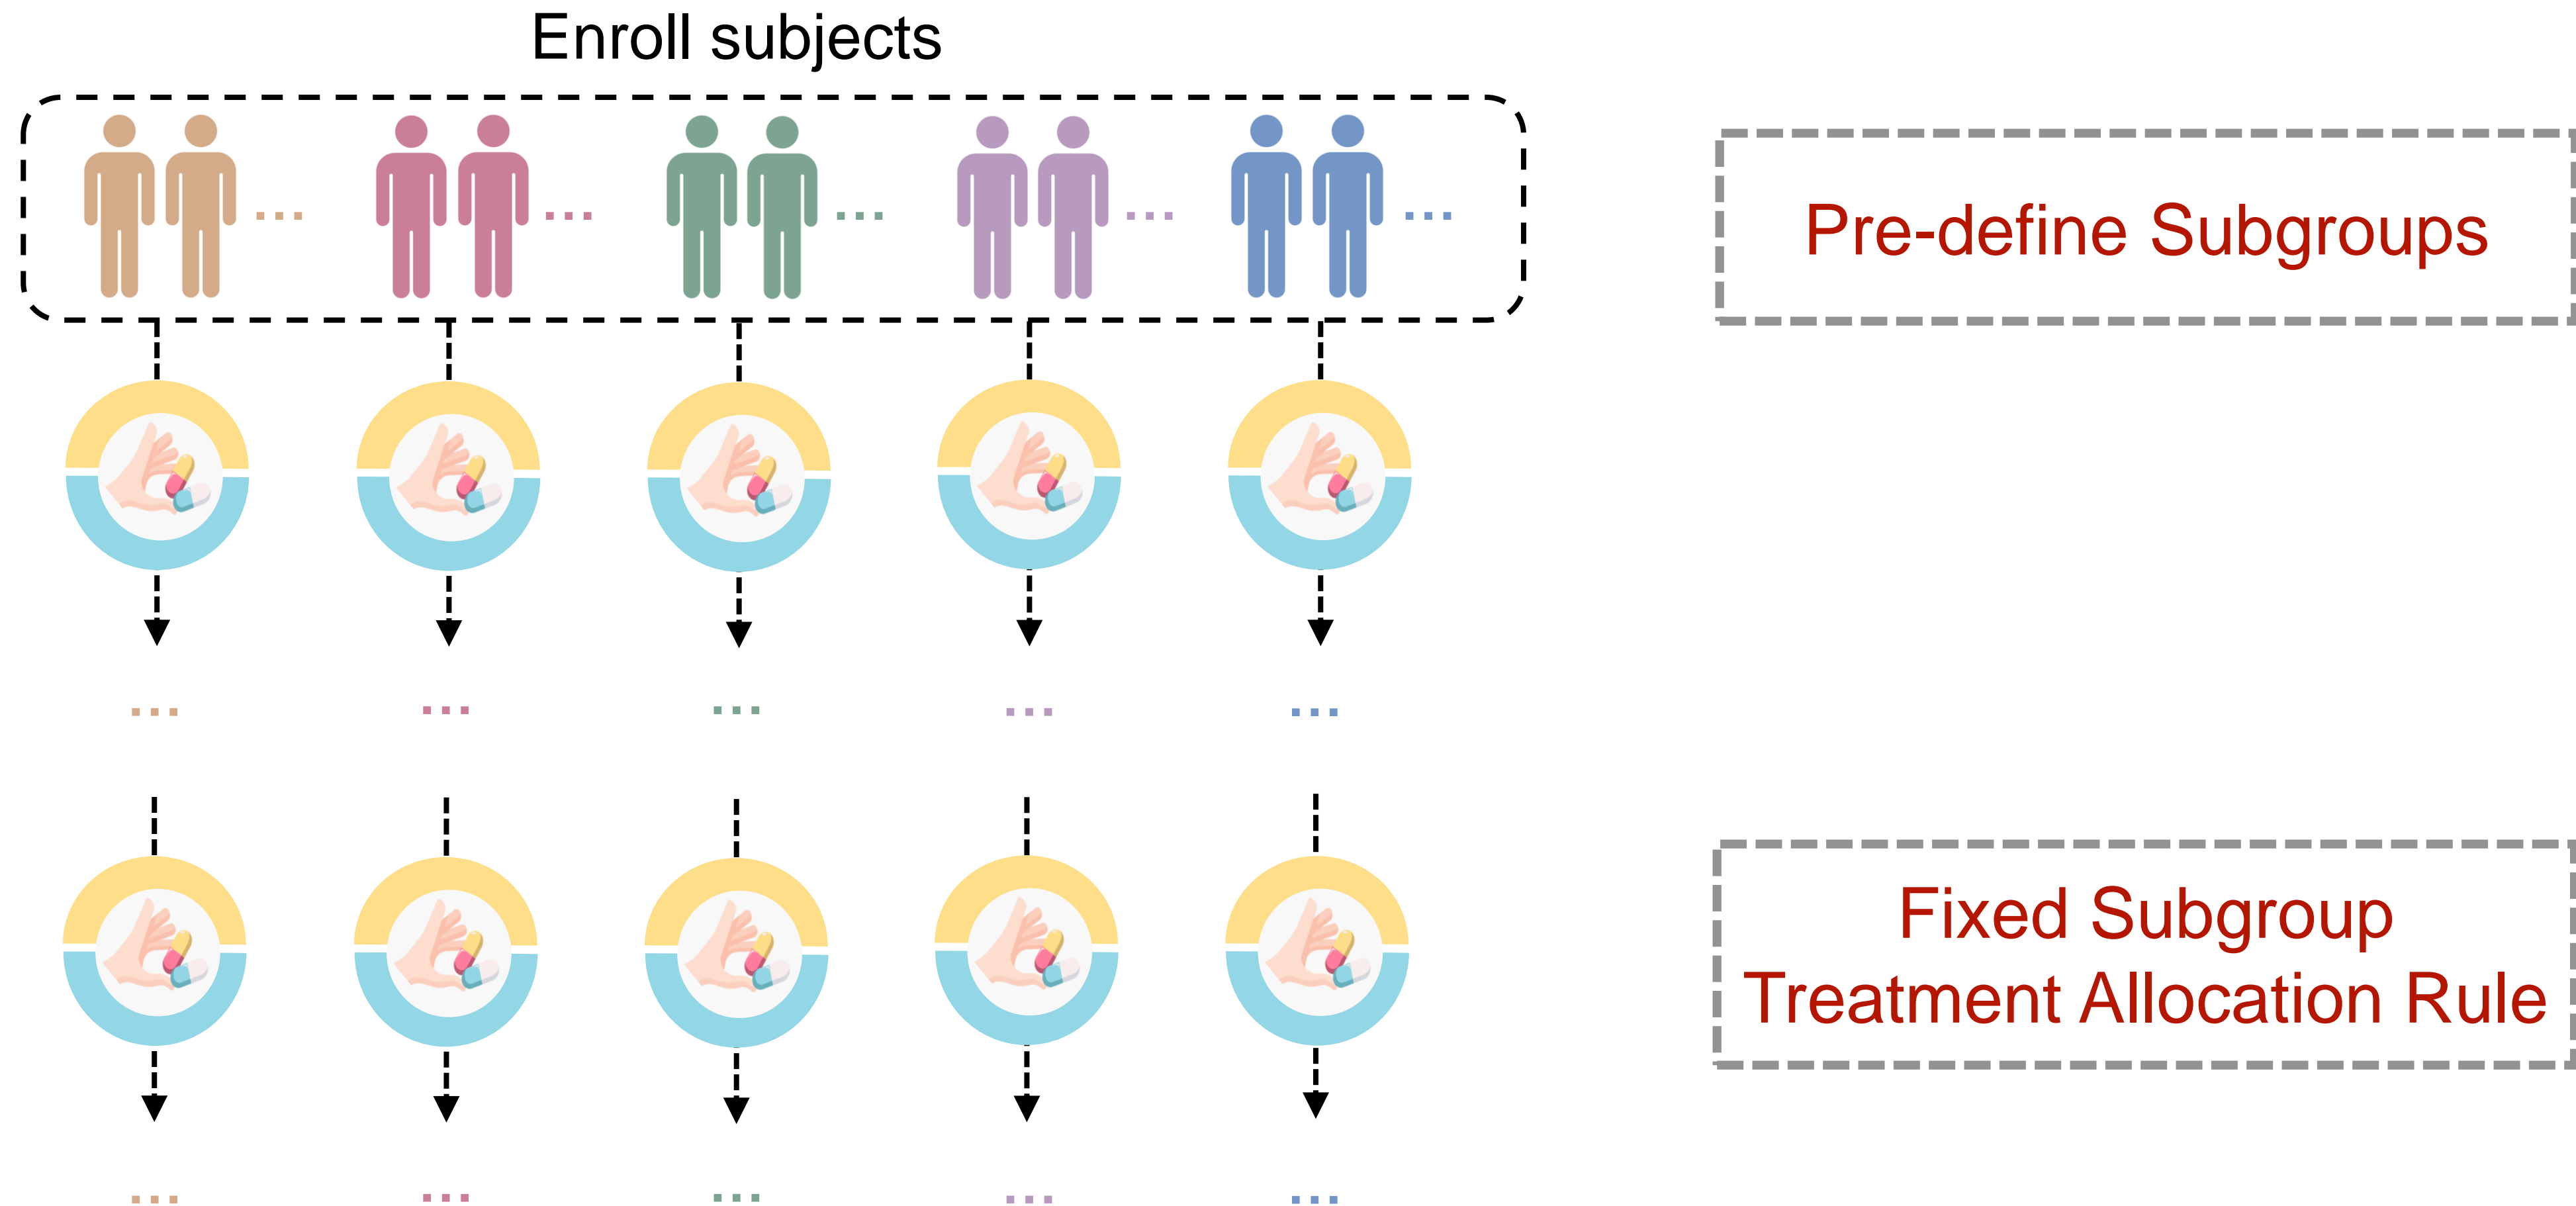 Enroll subjects
Pre-define Subgroups
Fixed Subgroup
Treatment Allocation Rule